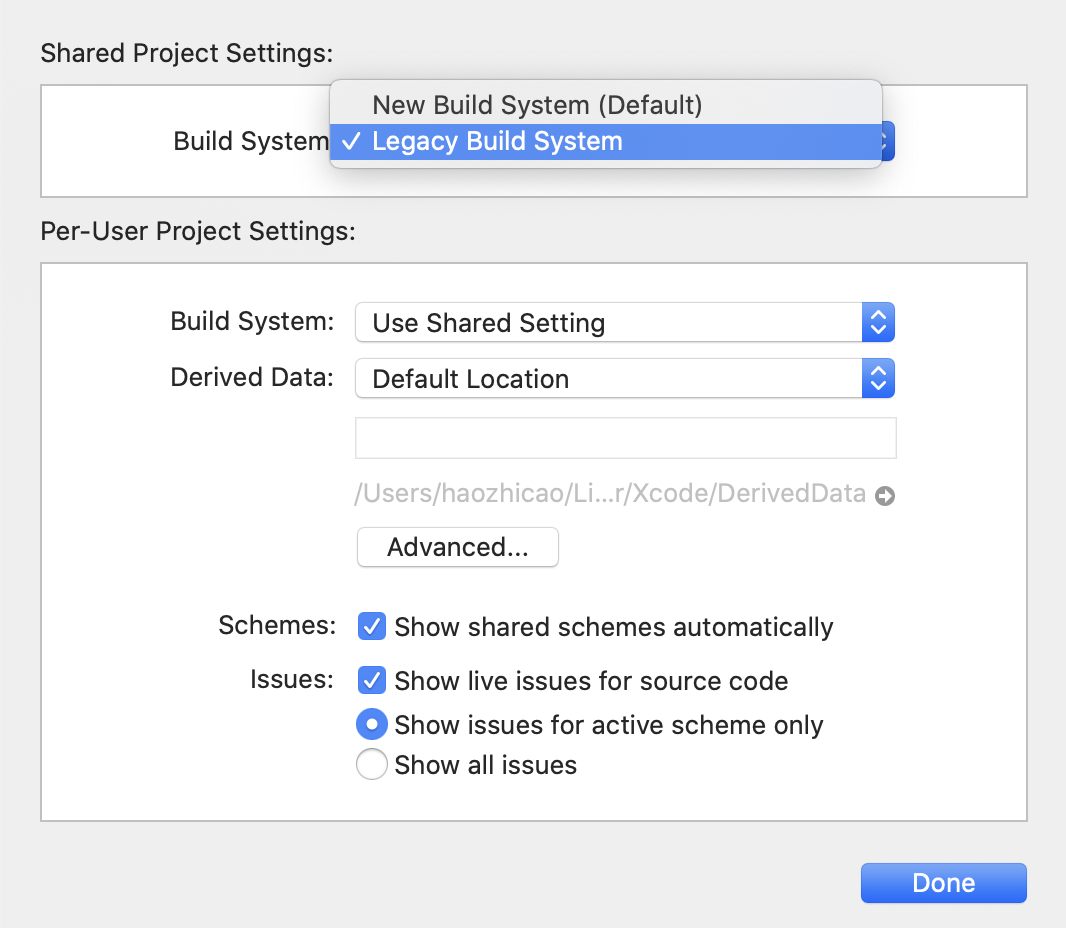 Shared Project Settings:
New Build System (Default)
Build System
✓ Legacy Build System
Per-User Project Settings:
Build System: Use Shared Setting
Derived Data: Default Location
/Users/haozhicao/Li...r/Xcode/DerivedData
Advanced...
Schemes: Show shared schemes automatically
Issues: Show live issues for source code
Show issues for active scheme only
Show all issues
Done